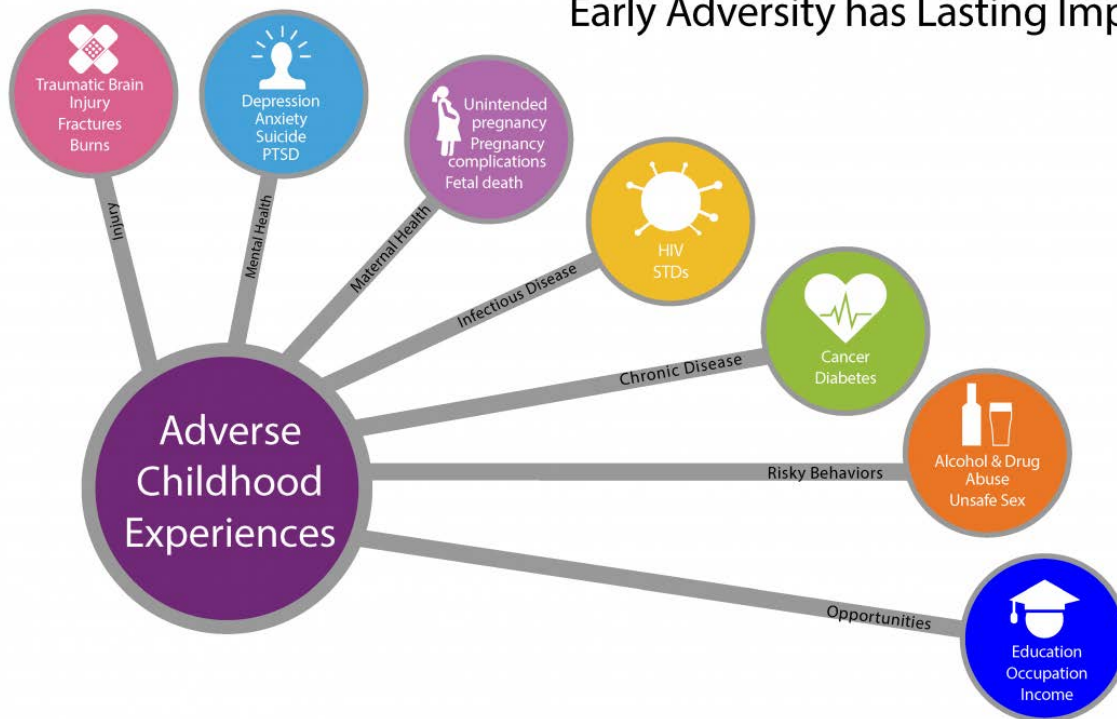 Early Adversity has Lasting
Traumatic Brain
Injury
Fractures
Burns
Depression
Anxiety
Suicide
PTSD
Unintended
pregnancy
Pregnancy
complications
Fetal death
HIV
STDs
Cancer
Diabetes
Alcohol & Drug
Abuse
Unsafe Sex
Education
Occupation
Income
Injury
Mental Health
Maternal Health
Infectious Disease
Chronic Disease
Risky Behaviors
Opportunities
Adverse
Childhood
Experiences